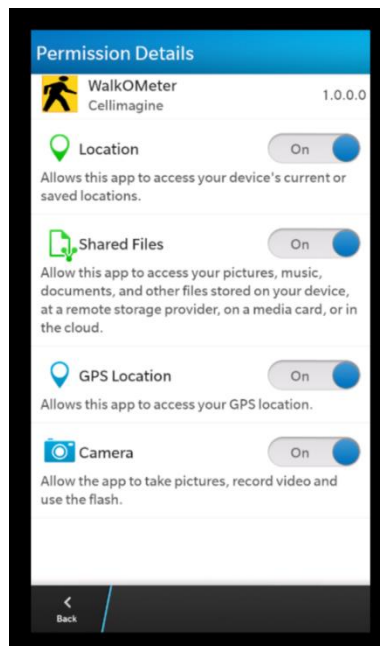 Permission Details
WalkOMeter
1.0.0.0
Cellimagine
Location
On
Allows this app to access your device's current or
saved locations.
Shared Files
On
Allow this app to access your pictures, music,
documents, and other files stored on your device,
at a remote storage provider, on a media card, or in
the cloud.
GPS Location
On
Allows this app to access your GPS location.
Camera
On
Allow the app to take pictures, record video and
use the flash.
Back